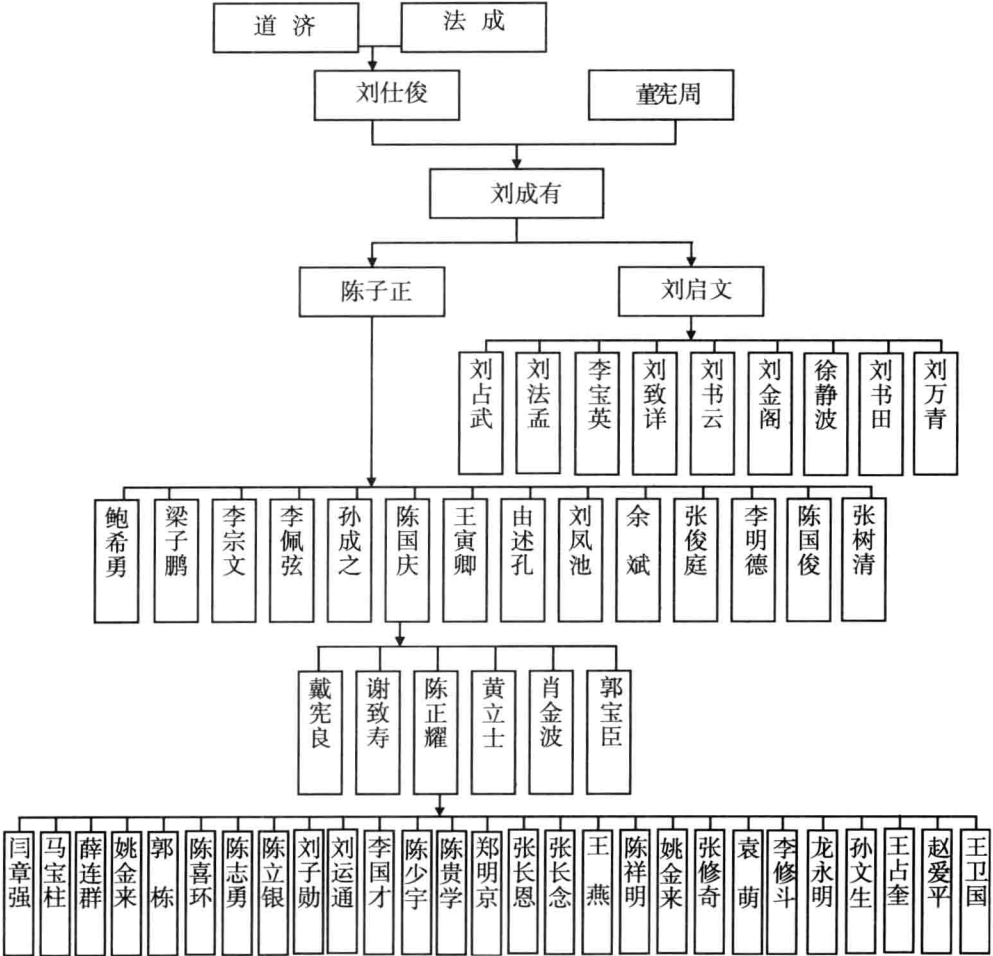 道 济
法 成
刘仕俊
董宪周
刘成有
陈子正
刘启文
刘占武
刘法孟
李宝英
刘致详
刘书云
刘金阁
徐静波
刘书田
刘万青
鲍希勇
梁子鹏
李宗文
李佩弦
孙成之
陈国庆
王寅卿
由述孔
刘凤池
余 斌
张俊庭
李明德
陈国俊
张树清
戴宪良
谢致寿
陈正耀
黄立士
肖金波
郭宝臣
闫章强
马宝柱
薛连群
姚金来
郭 栋
陈喜环
陈志勇
陈立银
刘子勋
刘运通
李国才
陈少宇
陈贵学
郑明京
张长恩
张长念
王 燕
陈祥明
姚金来
张修奇
袁 萌
李修斗
龙永明
孙文生
王占奎
赵爱平
王卫国